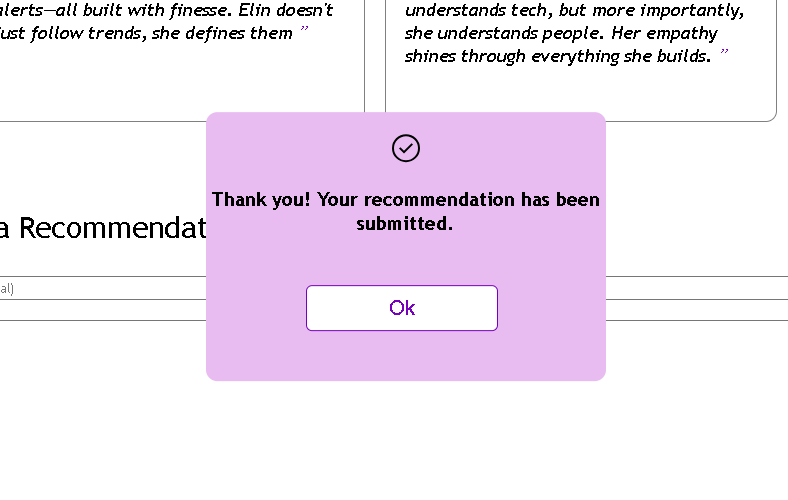 alerts—all built with finesse. Elin doesn't
just follow trends, she defines them ”
understands tech, but more importantly,
she understands people. Her empathy
shines through everything she builds. ”
Thank you! Your recommendation has been
submitted.
a Recommendat
al)
Ok